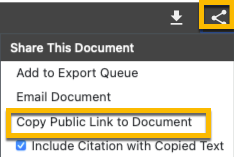 Share This Document
Add to Export Queue
Email Document
Copy Public Link to Document
Include Citation with Copied Text